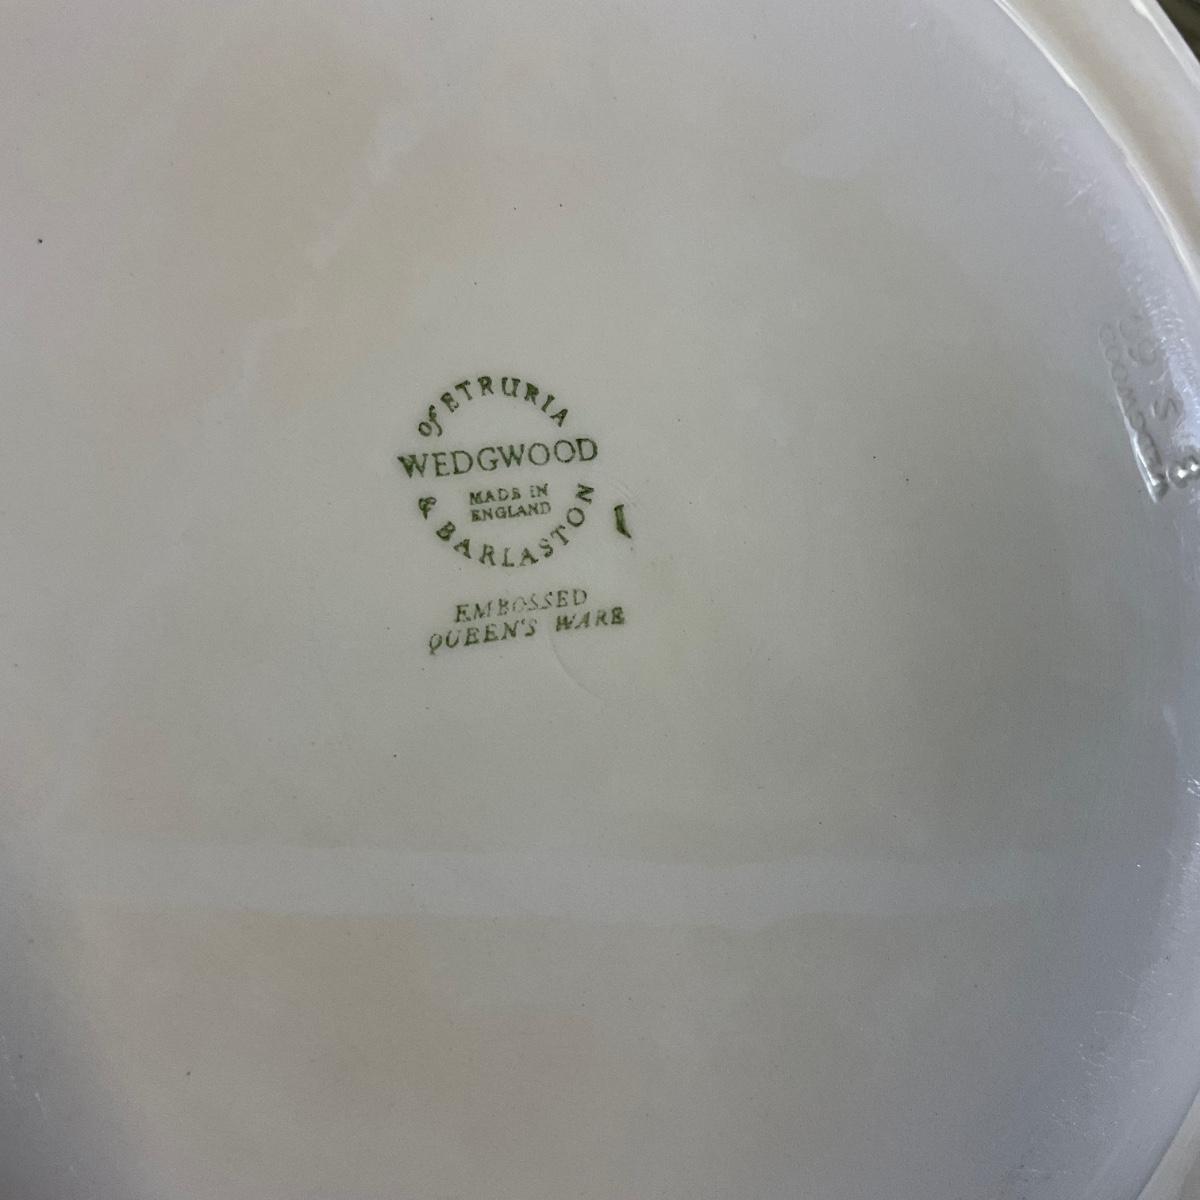 of ETRURIA
WEDGWOOD
MADE IN
ENGLAND
& BARLASTON
EMBOSSED
QUEEN'S WARE